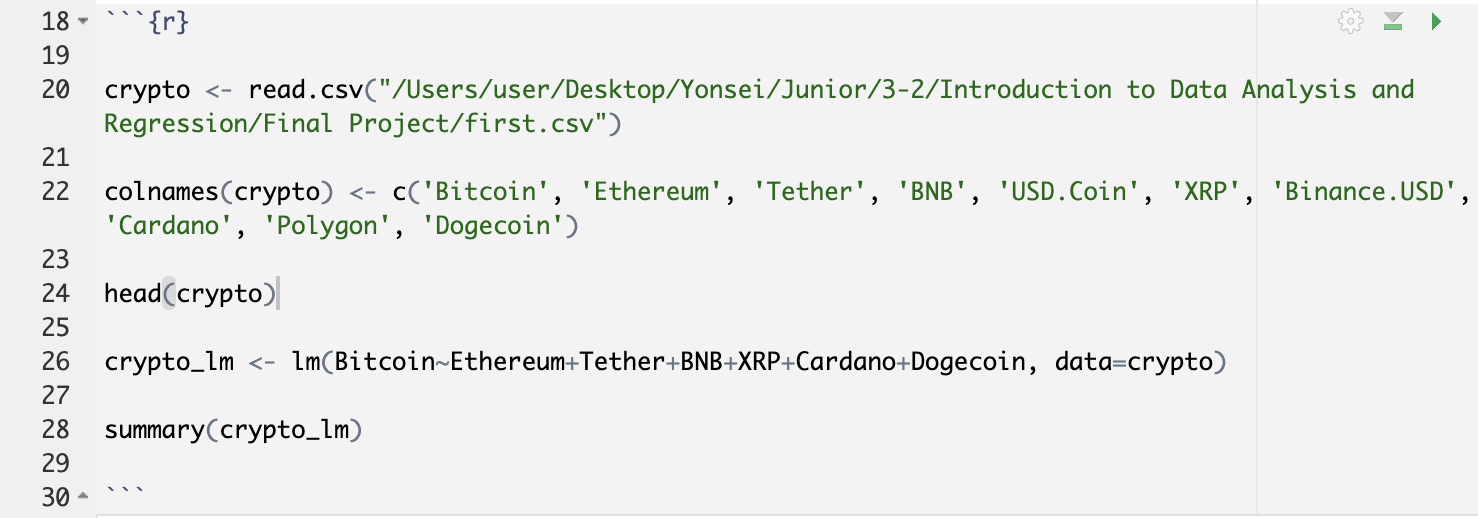 18 ```{r}
19
20 crypto <- read.csv("/Users/user/Desktop/Yonsei/Junior/3-2/Introduction to Data Analysis and
Regression/Final Project/first.csv")
21
22 colnames(crypto) <- c('Bitcoin', 'Ethereum', 'Tether', 'BNB', 'USD.Coin', 'XRP', 'Binance.USD',
'Cardano', 'Polygon', 'Dogecoin')
23
24 head(crypto)
25
26 crypto_lm <- lm(Bitcoin~Ethereum+Tether+BNB+XRP+Cardano+Dogecoin, data=crypto)
27
28 summary(crypto_lm)
29
30 ```